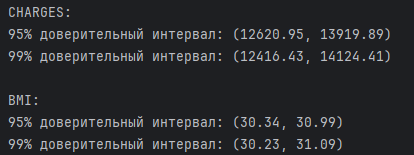 CHARGES:
95% доверительный интервал: (12620.95, 13919.89)
99% доверительный интервал: (12416.43, 14124.41)
BMI:
95% доверительный интервал: (30.34, 30.99)
99% доверительный интервал: (30.23, 31.09)